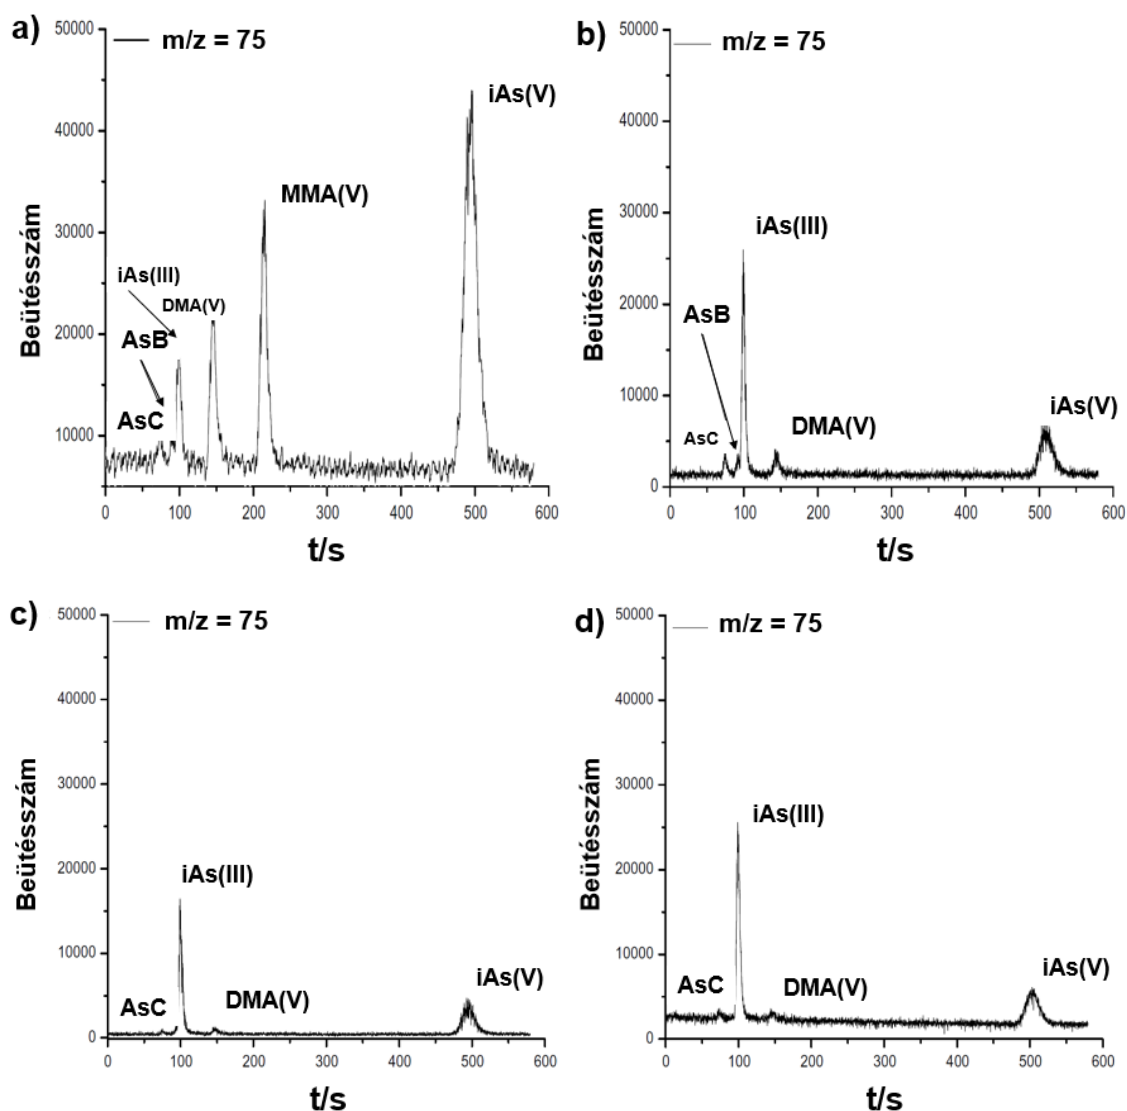 a)
m/z = 75
50000
40000
30000
20000
10000
Beütésszám
iAs(V)
MMA(V)
iAs(III)
DMA(V)
AsB
AsC
0
100
200
300
400
500
600
t/s
b)
m/z = 75
50000
40000
30000
20000
10000
0
Beütésszám
iAs(III)
AsB
AsC
DMA(V)
iAs(V)
0
100
200
300
400
500
600
t/s
c)
m/z = 75
50000
40000
30000
20000
10000
0
Beütésszám
iAs(III)
AsC
DMA(V)
iAs(V)
0
100
200
300
400
500
600
t/s
d)
m/z = 75
50000
40000
30000
20000
10000
0
Beütésszám
iAs(III)
AsC
DMA(V)
iAs(V)
0
100
200
300
400
500
600
t/s